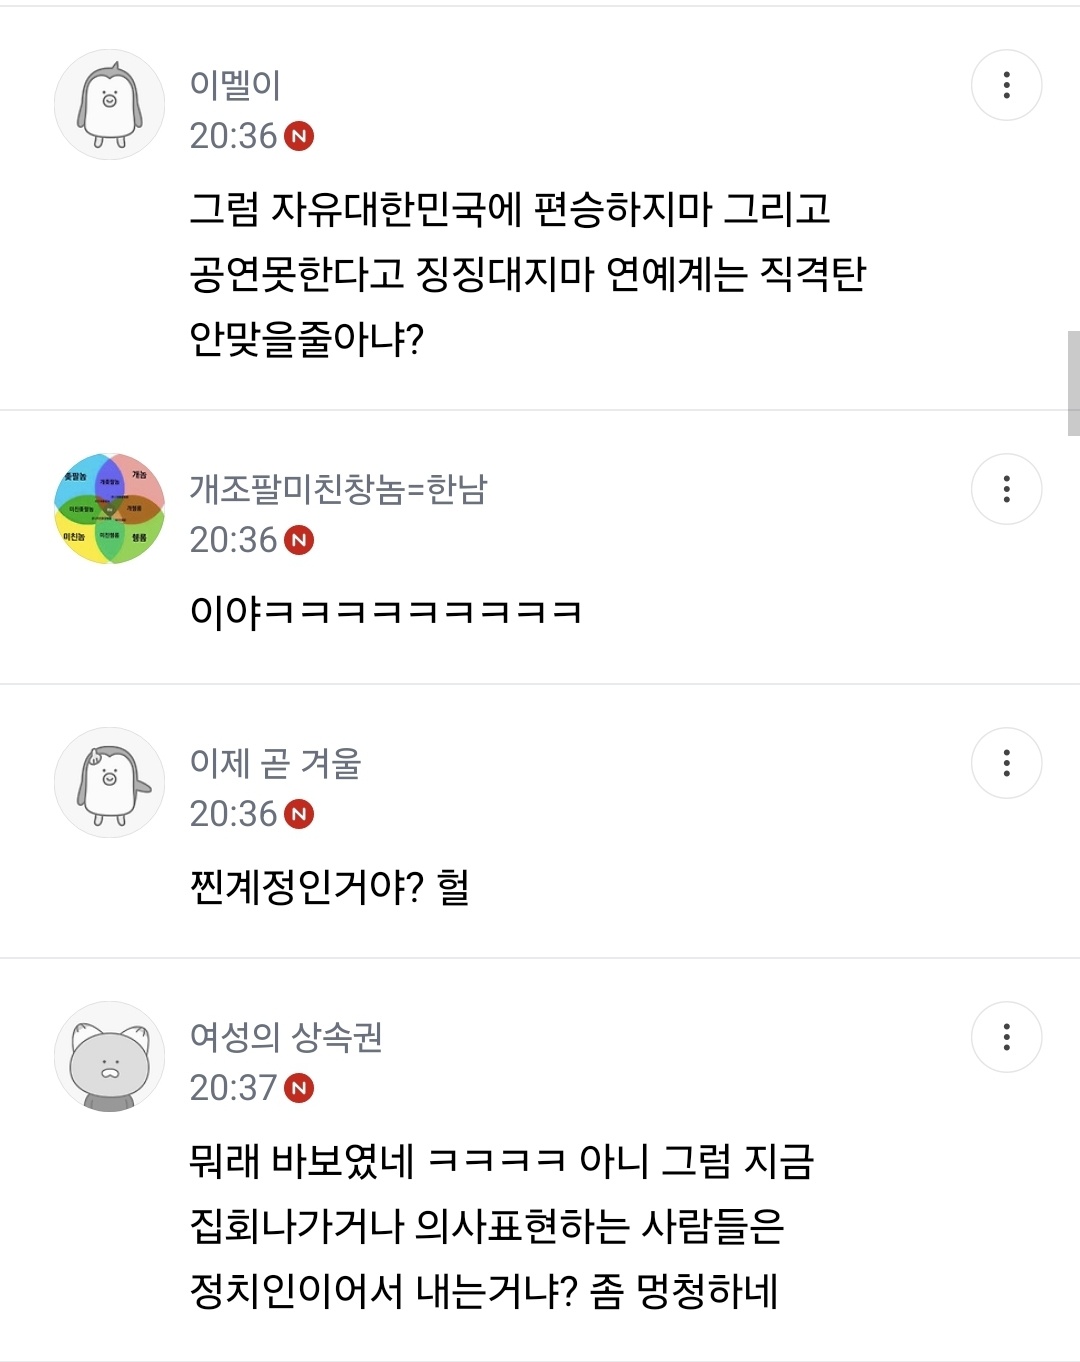 이멜이
20:36 N
그럼 자유대한민국에 편승하지마 그리고
공연못한다고 징징대지마 연예계는 직격탄
안맞을줄아냐?
개조팔미친창놈=한남
20:36 N
이야ㅋㅋㅋㅋㅋㅋㅋㅋㅋ
개놈
미친놈
이제 곧 겨울
20:36 N
찐계정인거야? 헐
여성의 상속권
20:37 N
뭐래 바보였네 ㅋㅋㅋㅋ 아니 그럼 지금
집회나가거나 의사표현하는 사람들은
정치인이어서 내는거냐? 좀 멍청하네